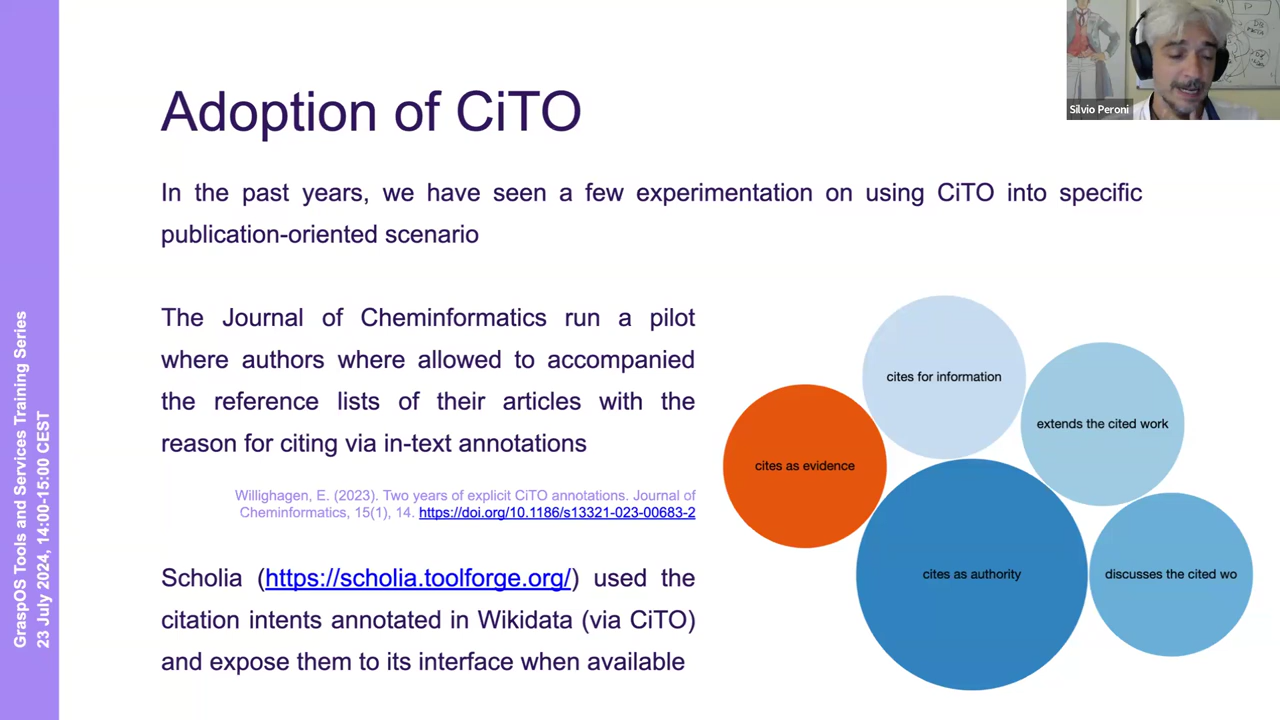 Adoption of CiTO
In the past years, we have seen a few experimentation on using CiTO into specific
publication-oriented scenario
The Journal of Cheminformatics run a pilot
where authors where allowed to accompanied
the reference lists of their articles with the
reason for citing via in-text annotations
Willighagen, E. (2023). Two years of explicit CiTO annotations. Journal of
Cheminformatics, 15(1), 14. https://doi.org/10.1186/s13321-023-00683-2
Scholia (https://scholia.toolforge.org/) used the
citation intents annotated in Wikidata (via CiTO)
and expose them to its interface when available
cites for information
extends the cited work
cites as evidence
cites as authority
discusses the cited wo
GraspOS Tools and Services Training Series
23 July 2024, 14:00-15:00 CEST
Silvio Peroni